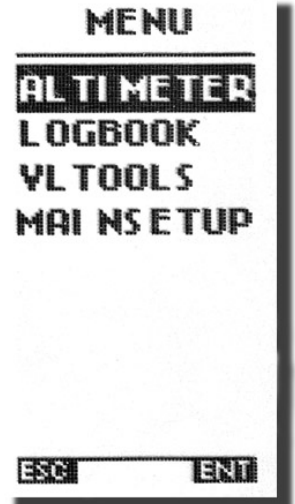 MENU
ALTIMETER
LOGBOOK
VL TOOLS
MAIN SETUP
ESC ENT